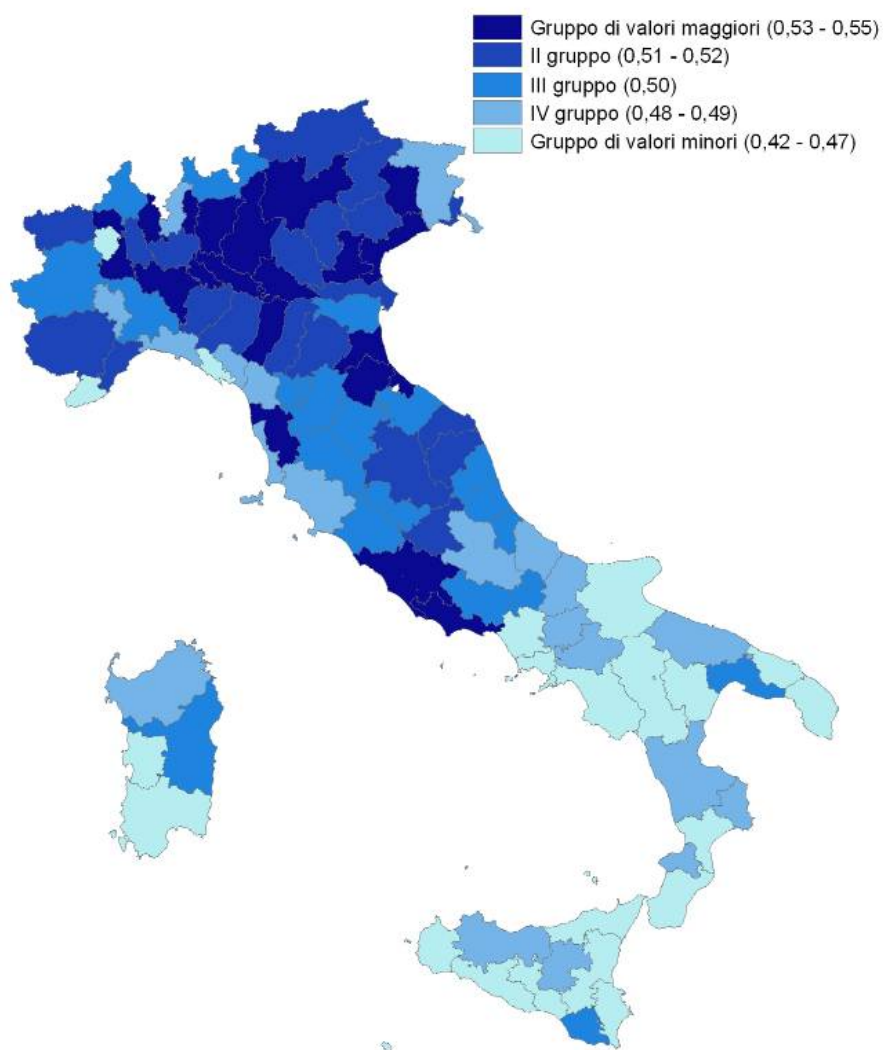 Gruppo di valori maggiori (0,53 - 0,55)
II gruppo (0,51 - 0,52)
III gruppo (0,50)
IV gruppo (0,48 - 0,49)
Gruppo di valori minori (0,42 - 0,47)